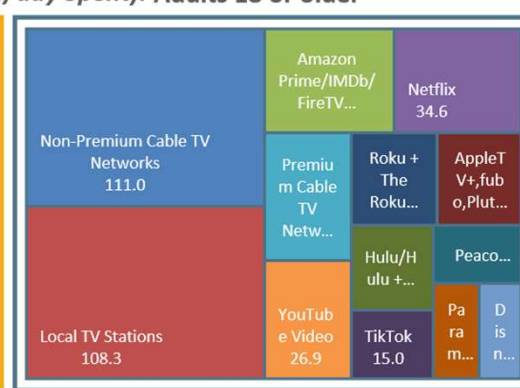 Adults 18 or older
Non-Premium Cable TV
Networks
111.0
Local TV Stations
108.3
Amazon
Prime/IMDb/
FireTV...
Netflix
34.6
Premiu
m Cable
TV
Netw...
Roku +
The
Roku...
AppleT
V+,fub
o,Plut...
Hulu/H
ulu +...
Peaco...
YouTub
e Video
26.9
TikTok
15.0
Pa
ra
m...
D
is
n...